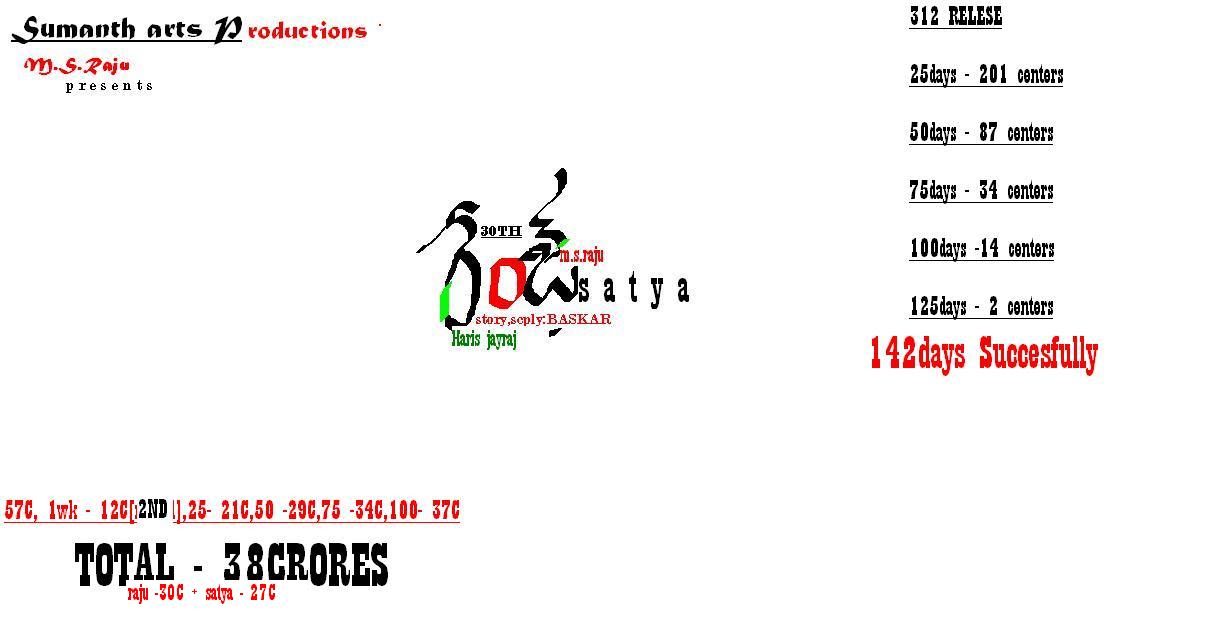 Sumanth arts Productions
M.S.Raju
presents
312 RELESE
25days - 201 centers
50days - 87 centers
75days - 34 centers
100days -14 centers
125days - 2 centers
142days Succesfully
30TH
m.s.raju
satya
story,scply:BASKAR
Haris jayraj
57C, 1wk - 12C[ 2ND ],25- 21C,50 -29C,75 -34C,100- 37C
TOTAL - 38CRORES
raju -30C + satya - 27C